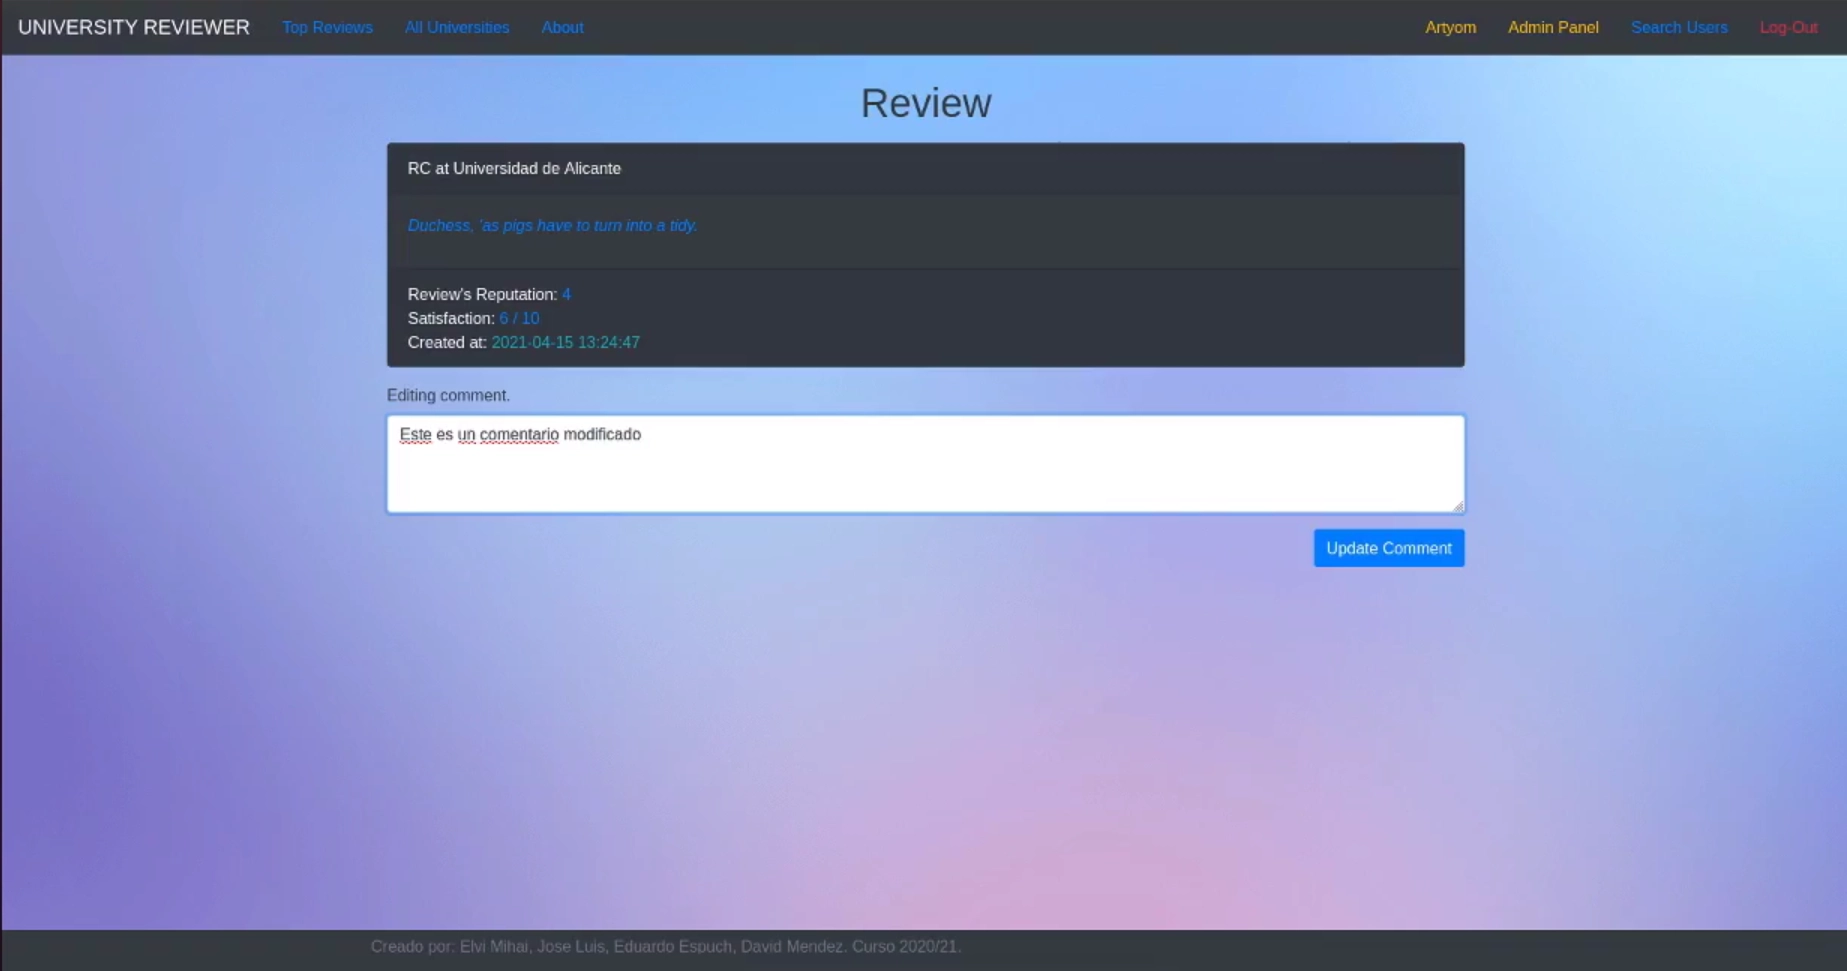 UNIVERSITY REVIEWER Top Reviews All Universities About Artyom Admin Panel Search Users Log-Out
Review
RC at Universidad de Alicante
Duchess, 'as pigs have to turn into a tidy.
Review's Reputation: 4
Satisfaction: 6 / 10
Created at: 2021-04-15 13:24:47
Editing comment.
Este es un comentario modificado
Update Comment
Creado por: Elvi Mihai, Jose Luis, Eduardo Espuch, David Mendez. Curso 2020/21.